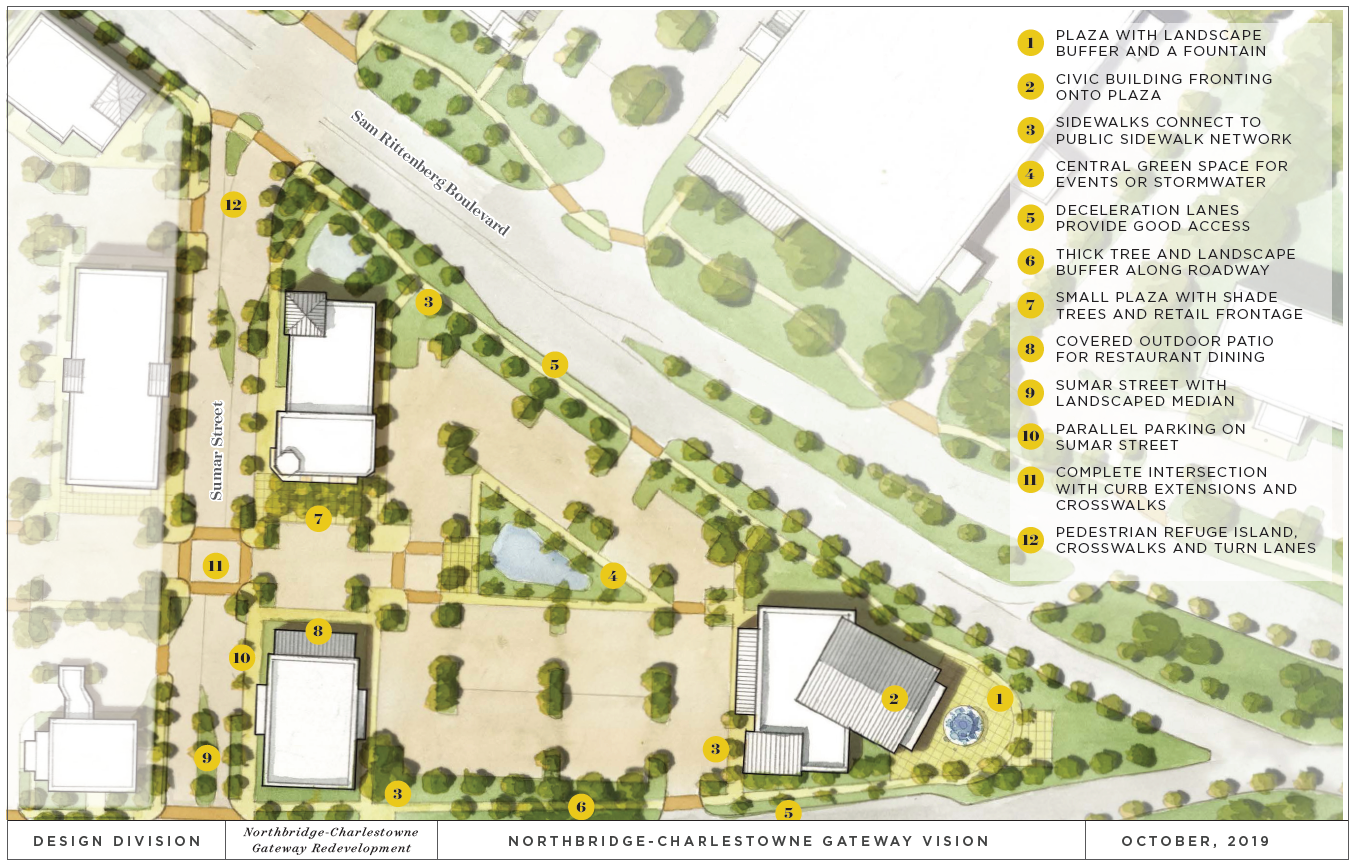 Sam Rittenberg Boulevard
Sumar Street
12
3
5
7
11
4
8
10
2
1
9
3
3
6
5
1 PLAZA WITH LANDSCAPE
BUFFER AND A FOUNTAIN
2 CIVIC BUILDING FRONTING
ONTO PLAZA
3 SIDEWALKS CONNECT TO
PUBLIC SIDEWALK NETWORK
4 CENTRAL GREEN SPACE FOR
EVENTS OR STORMWATER
5 DECELERATION LANES
PROVIDE GOOD ACCESS
6 THICK TREE AND LANDSCAPE
BUFFER ALONG ROADWAY
7 SMALL PLAZA WITH SHADE
TREES AND RETAIL FRONTAGE
8 COVERED OUTDOOR PATIO
FOR RESTAURANT DINING
9 SUMAR STREET WITH
LANDSCAPED MEDIAN
10 PARALLEL PARKING ON
SUMAR STREET
11 COMPLETE INTERSECTION
WITH CURB EXTENSIONS AND
CROSSWALKS
12 PEDESTRIAN REFUGE ISLAND,
CROSSWALKS AND TURN LANES
DESIGN DIVISION
Northbridge-Charlestowne
Gateway Redevelopment
NORTHBRIDGE-CHARLESTOWNE GATEWAY VISION
OCTOBER, 2019